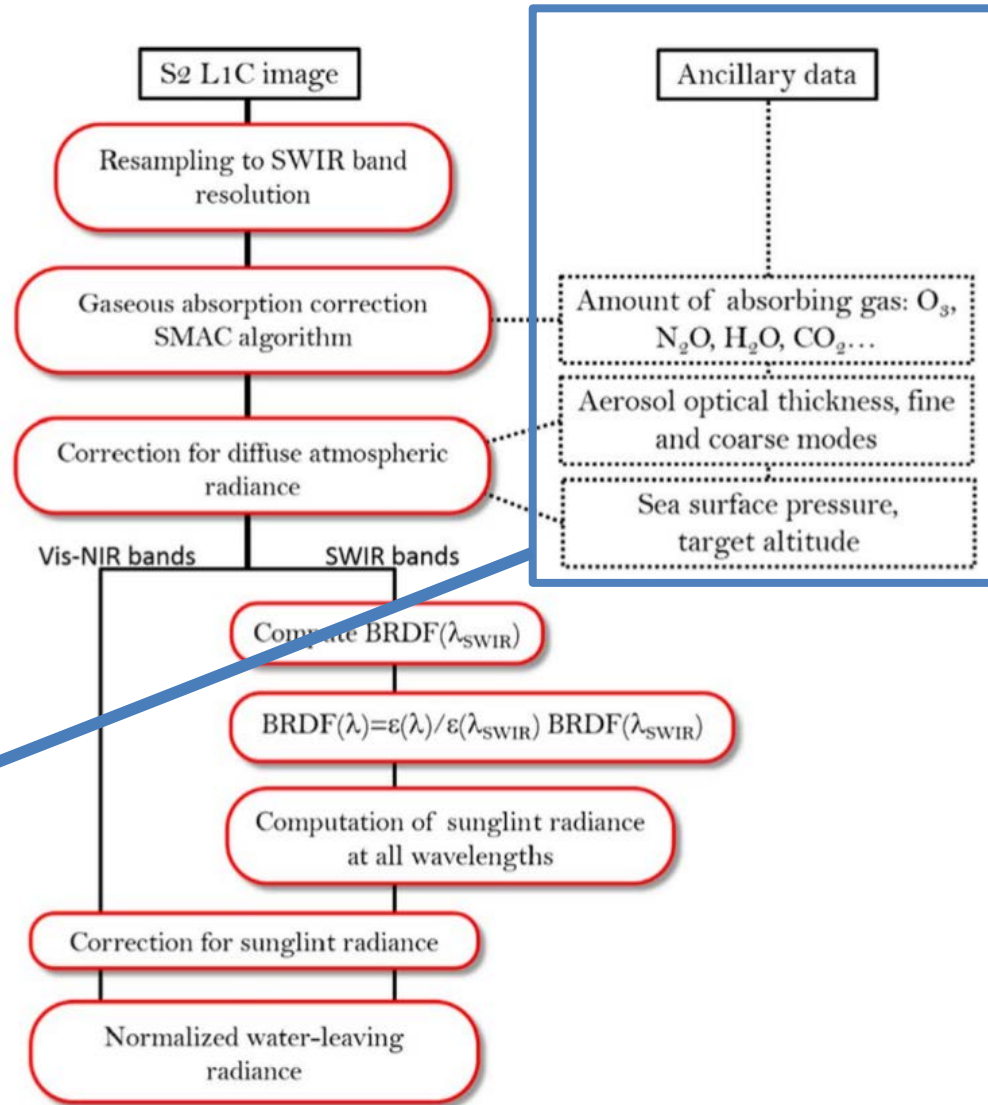 S2 L1C image
Resampling to SWIR band
resolution
Gaseous absorption correction
SMAC algorithm
Correction for diffuse atmospheric
radiance
Ancillary data
Amount of absorbing gas: O₃,
N₂O, H₂O, CO₂…
Aerosol optical thickness, fine
and coarse modes
Sea surface pressure,
target altitude
Vis-NIR bands
SWIR bands
Compute BRDF(λSWIR)
BRDF(λ)=ε(λ)/ε(λSWIR) BRDF(λSWIR)
Computation of sunglint radiance
at all wavelengths
Correction for sunglint radiance
Normalized water-leaving
radiance